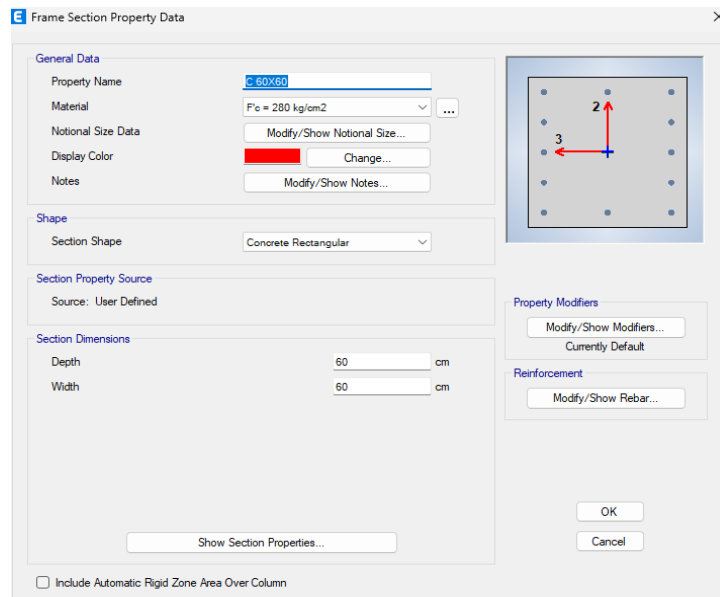 E Frame Section Property Data
General Data
Property Name C 60X60
Material F'c = 280 kg/cm2 ...
Notional Size Data Modify/Show Notional Size...
Display Color Change...
Notes Modify/Show Notes...
2
3
Shape
Section Shape Concrete Rectangular
Section Property Source
Source: User Defined
Section Dimensions
Depth 60 cm
Width 60 cm
Show Section Properties...
Include Automatic Rigid Zone Area Over Column
Property Modifiers
Modify/Show Modifiers...
Currently Default
Reinforcement
Modify/Show Rebar...
OK
Cancel